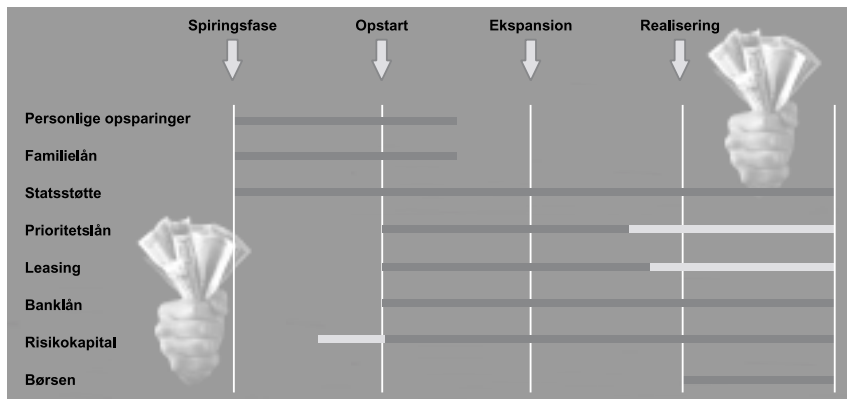 Spiringsfase Opstart Ekspansion Realisering
Personlige opsparinger
Familielån
Statsstøtte
Prioritetslån
Leasing
Banklån
Risikokapital
Børsen